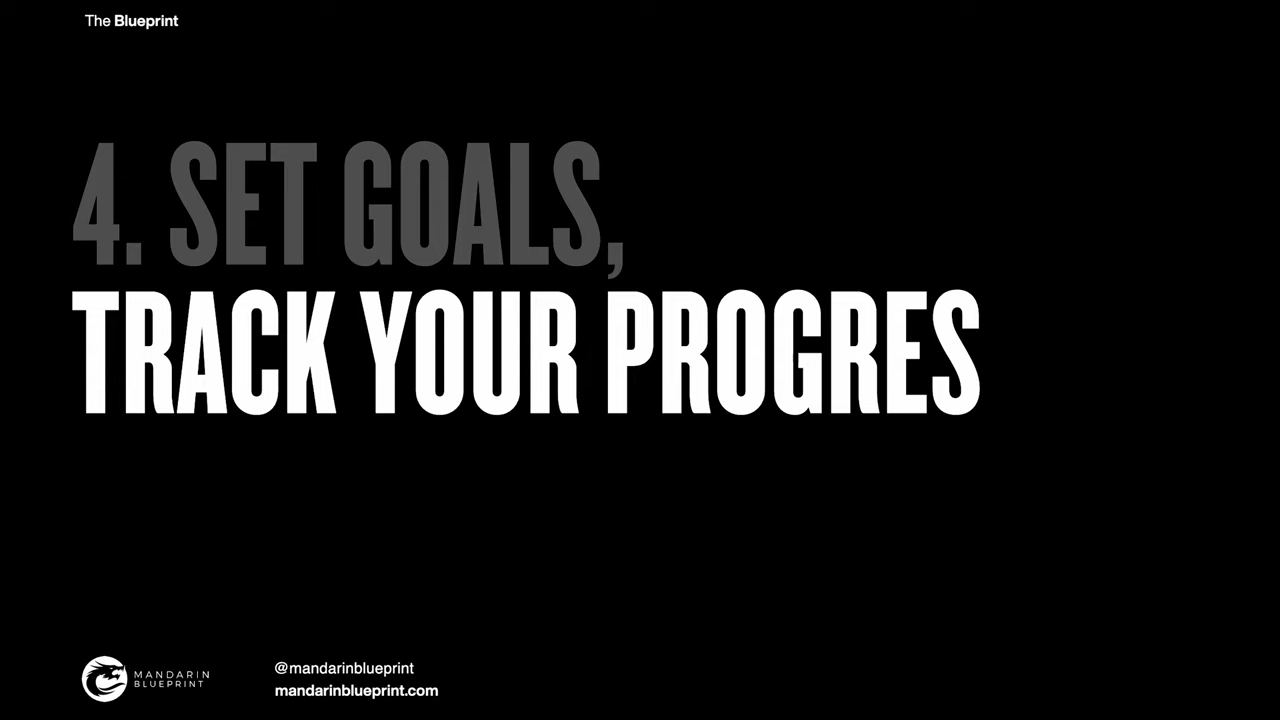 The Blueprint
4. SET GOALS,
TRACK YOUR PROGRES
MANDARIN
BLUEPRINT
@mandarinblueprint
mandarinblueprint.com